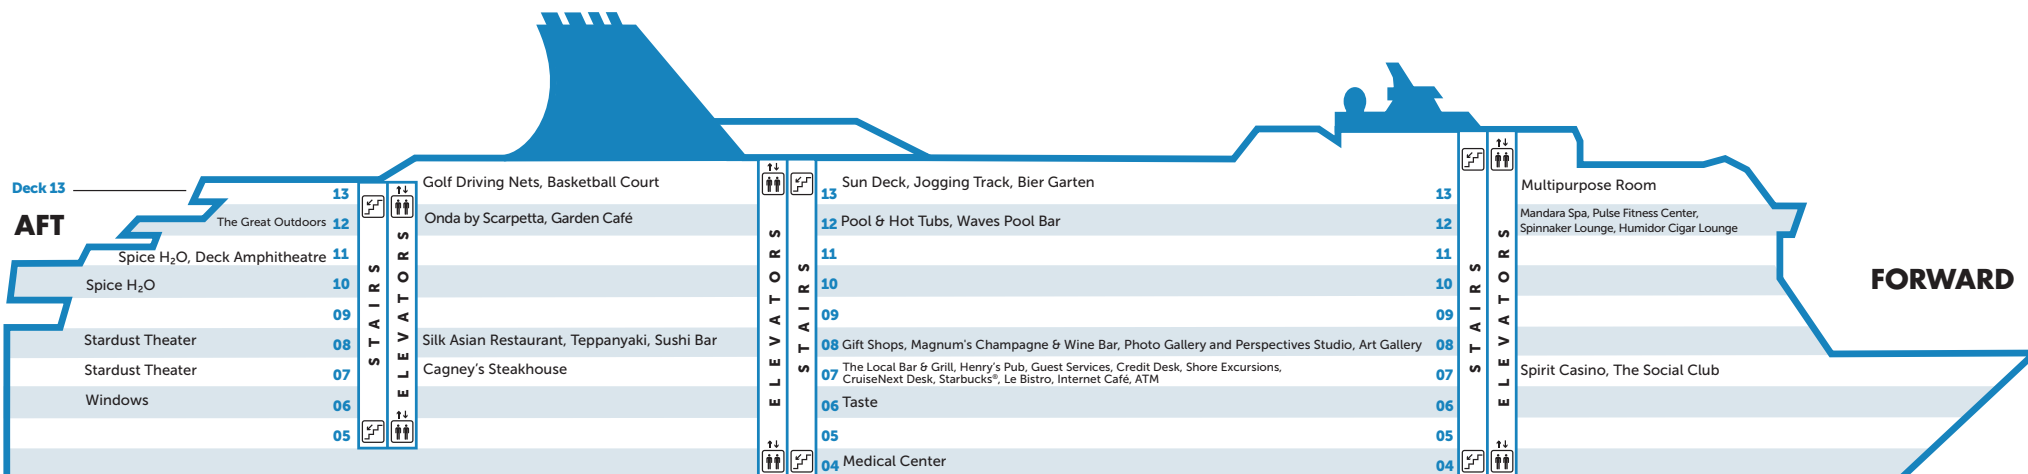 Deck 13
AFT
FORWARD
13
The Great Outdoors 12
Spice H₂O, Deck Amphitheatre 11
Spice H₂O 10
09
Stardust Theater 08
Stardust Theater 07
Windows 06
05
STAIRS
ELEVATORS
Golf Driving Nets, Basketball Court
Onda by Scarpetta, Garden Café
Silk Asian Restaurant, Teppanyaki, Sushi Bar
Cagney's Steakhouse
ELEVATORS
STAIRS
13 Sun Deck, Jogging Track, Bier Garten
12 Pool & Hot Tubs, Waves Pool Bar
11
10
09
08 Gift Shops, Magnum's Champagne & Wine Bar, Photo Gallery and Perspectives Studio, Art Gallery
07 The Local Bar & Grill, Henry's Pub, Guest Services, Credit Desk, Shore Excursions,
CruiseNext Desk, Starbucks®, Le Bistro, Internet Café, ATM
06 Taste
05
04 Medical Center
13
12
11
10
09
08
07
06
05
04
STAIRS
ELEVATORS
Multipurpose Room
Mandara Spa, Pulse Fitness Center,
Spinnaker Lounge, Humidor Cigar Lounge
Spirit Casino, The Social Club